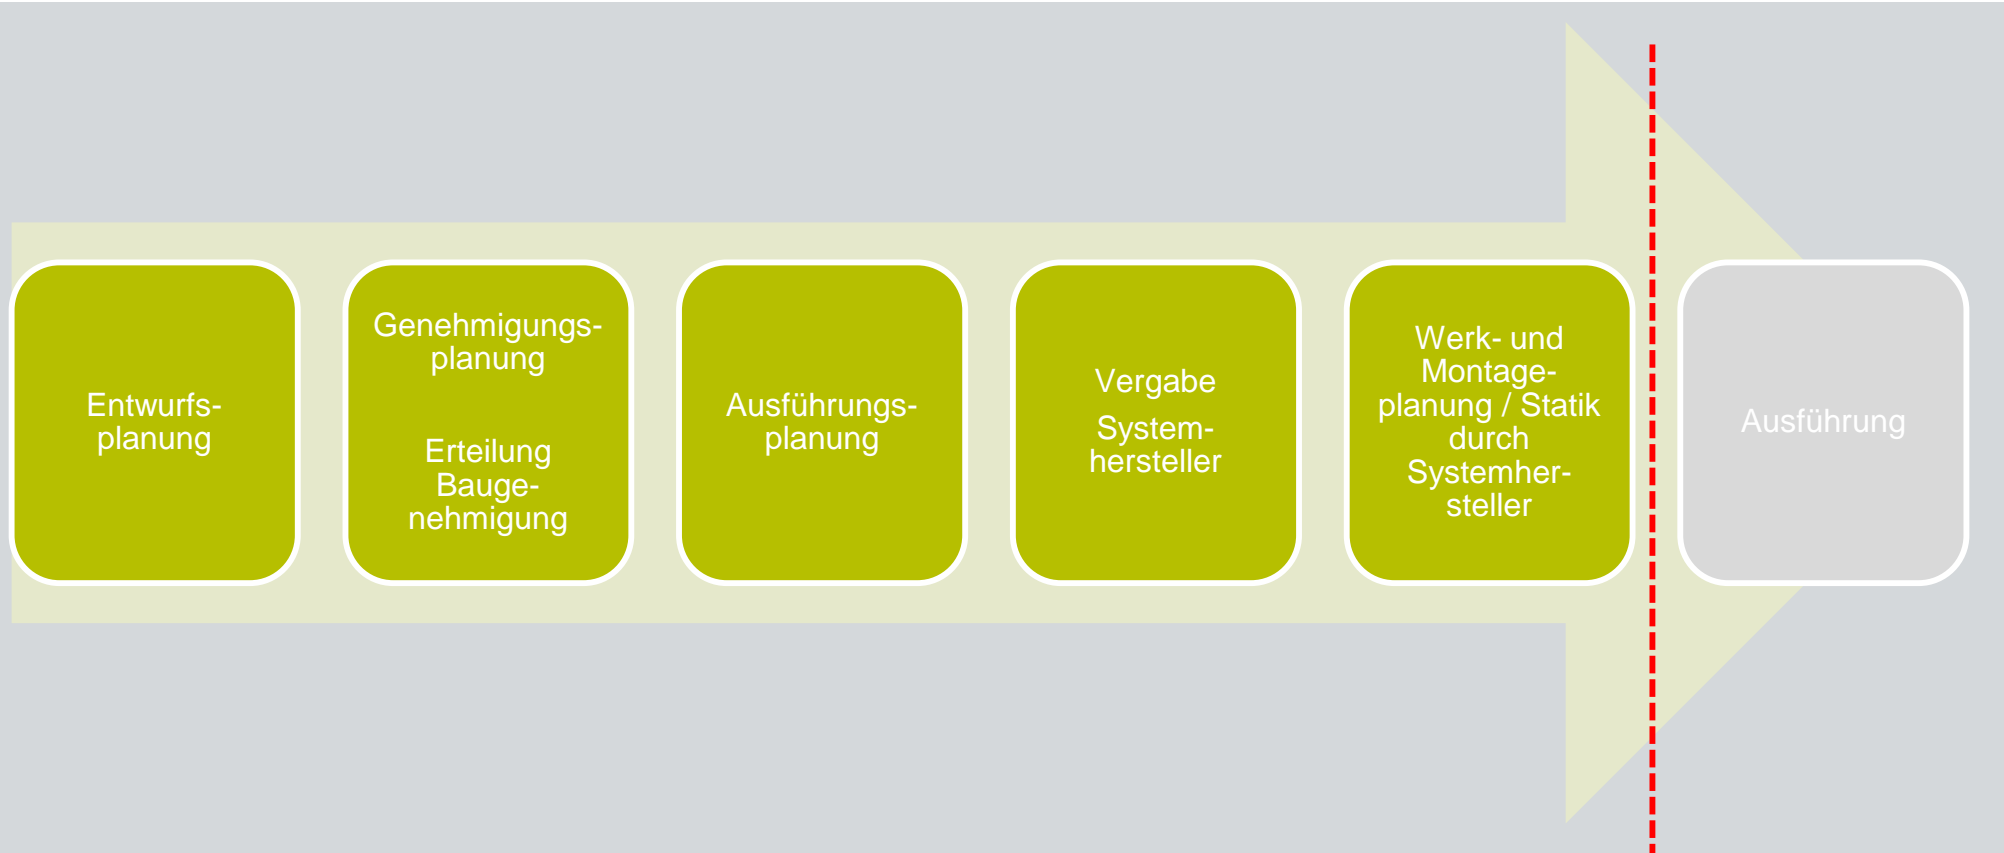 Entwurfs-
planung
Genehmigungs-
planung
Erteilung
Bauge-
nehmigung
Ausführungs-
planung
Vergabe
System-
hersteller
Werk- und
Montage-
planung / Statik
durch
Systemher-
steller
Ausführung